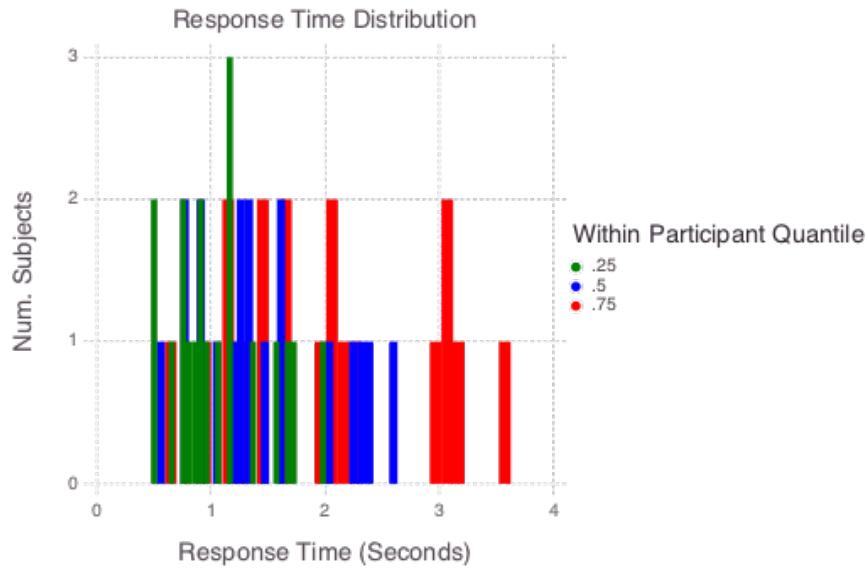 Response Time Distribution
3
2
1
0
Num. Subjects
0 1 2 3 4
Response Time (Seconds)
Within Participant Quantile
.25
.5
.75